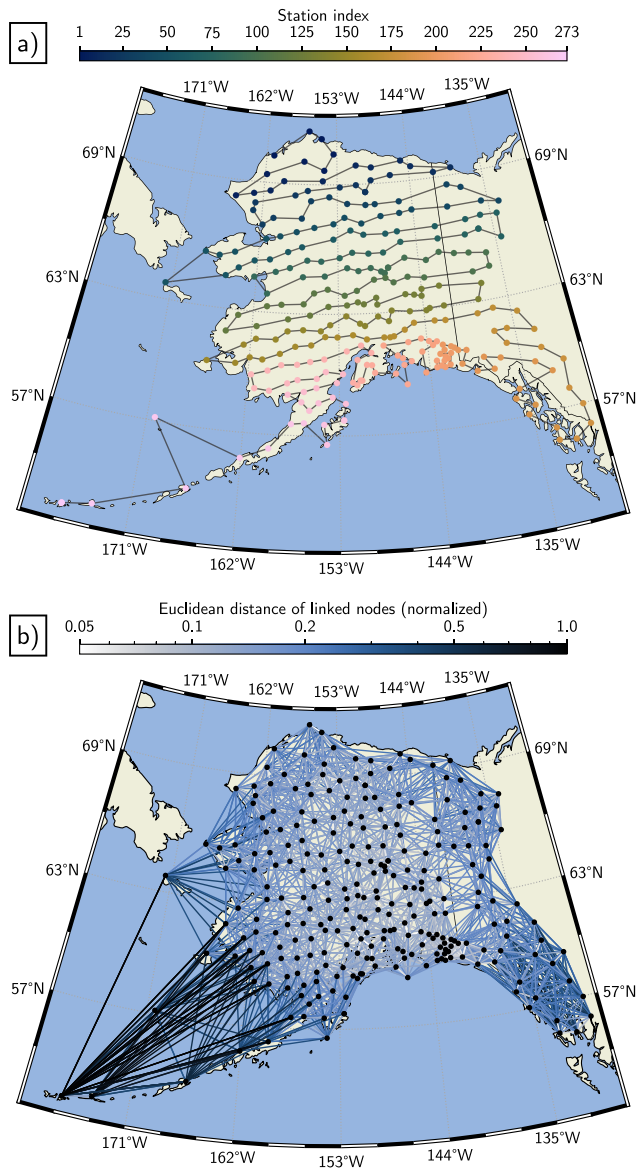 Station index
a)
1 25 50 75 100 125 150 175 200 225 250 273
171°W 162°W 153°W 144°W 135°W
69°N 69°N
63°N 63°N
57°N 57°N
171°W 162°W 153°W 144°W 135°W
Euclidean distance of linked nodes (normalized)
b)
0.05 0.1 0.2 0.5 1.0
171°W 162°W 153°W 144°W 135°W
69°N 69°N
63°N 63°N
57°N 57°N
171°W 162°W 153°W 144°W 135°W